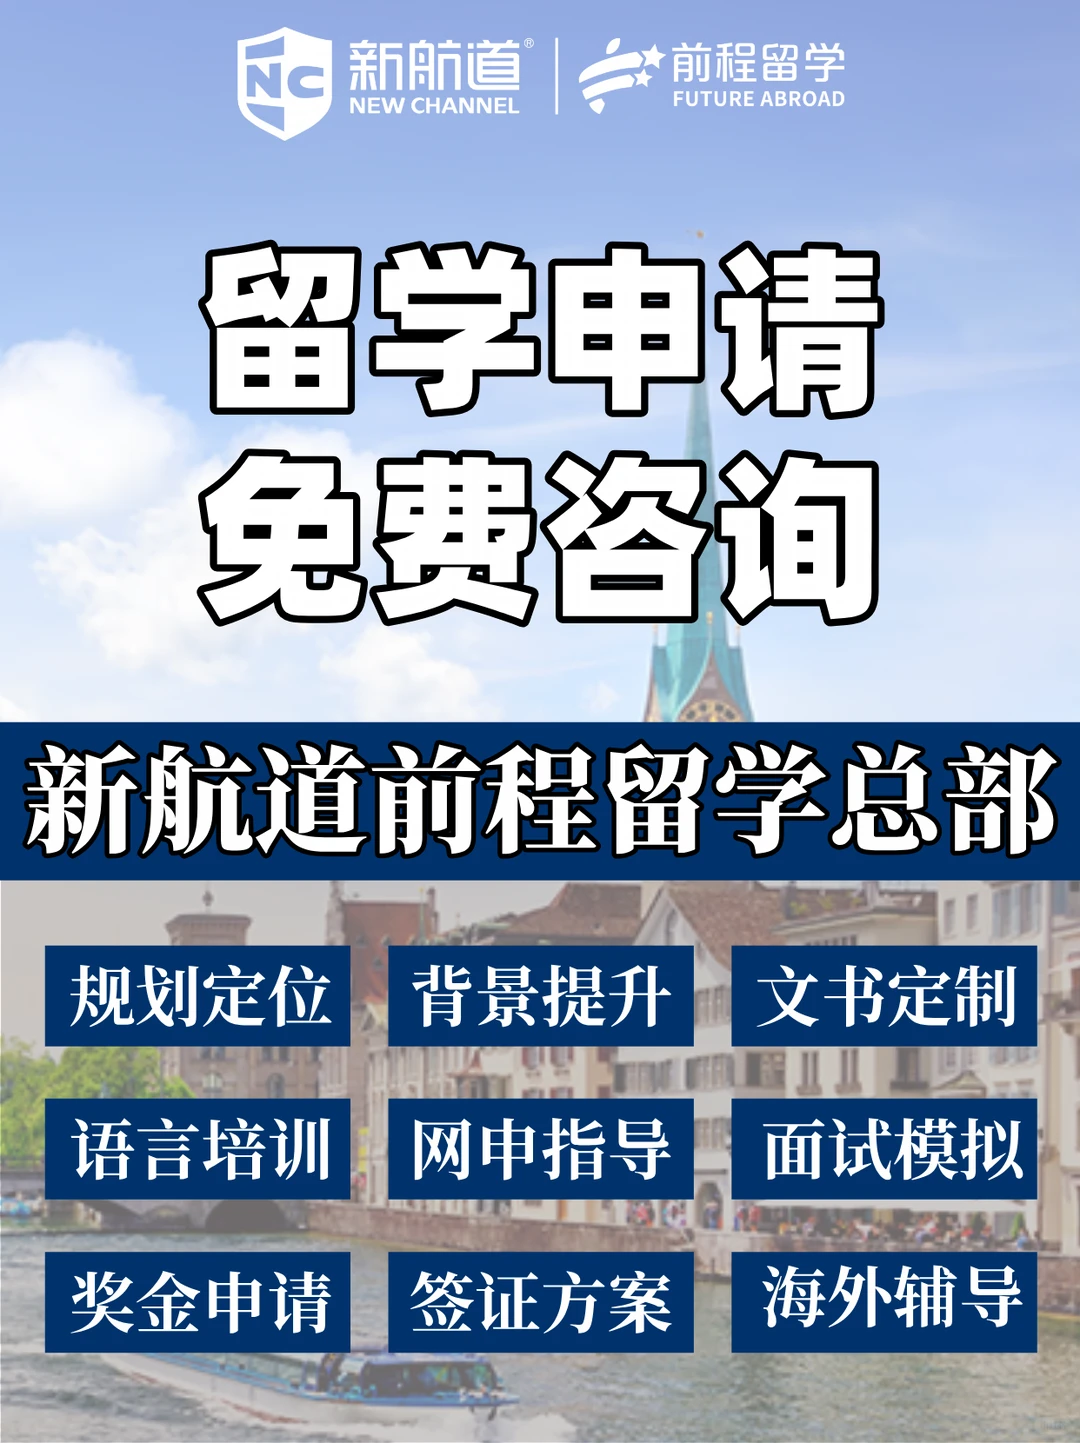 NC 新航道® 前程留学
NEW CHANNEL FUTURE ABROAD
留学申请
免费咨询
新航道前程留学总部
规划定位 背景提升 文书定制
语言培训 网申指导 面试模拟
奖金申请 签证方案 海外辅导